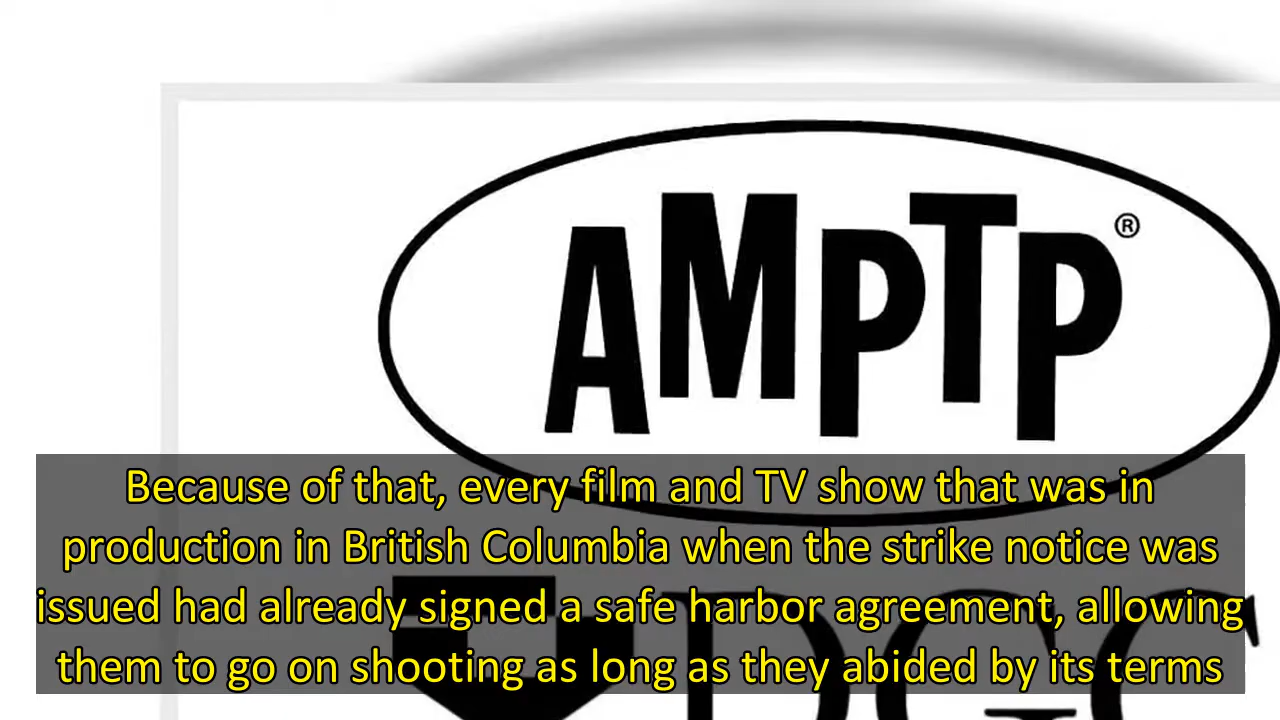 AMPTP®
Because of that, every film and TV show that was in
production in British Columbia when the strike notice was
issued had already signed a safe harbor agreement, allowing
them to go on shooting as long as they abided by its terms
DGC